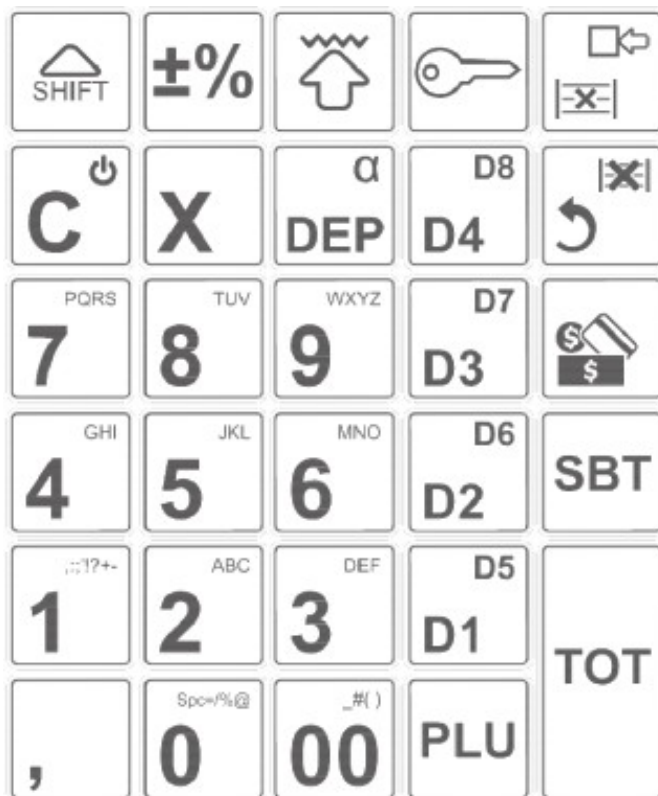 SHIFT
±%
C
X
α
DEP
D8
D4
PQRS
7
TUV
8
WXYZ
9
D7
D3
$
$
GHI
4
JKL
5
MNO
6
D6
D2
SBT
1
ABC
2
DEF
3
D5
D1
TOT
,
Spc=/%@
0
_#( )
00
PLU